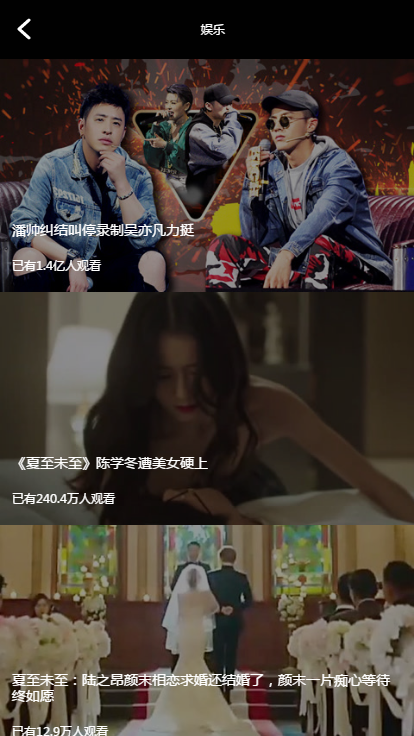 娱乐
潘帅纠结叫停录制吴亦凡力挺
已有1.4亿人观看
《夏至未至》陈学冬遭美女硬上
已有240.4万人观看
夏至未至：陆之昂颜末相恋求婚还结婚了，颜末一片痴心等待
终如愿
已有12.9万人观看